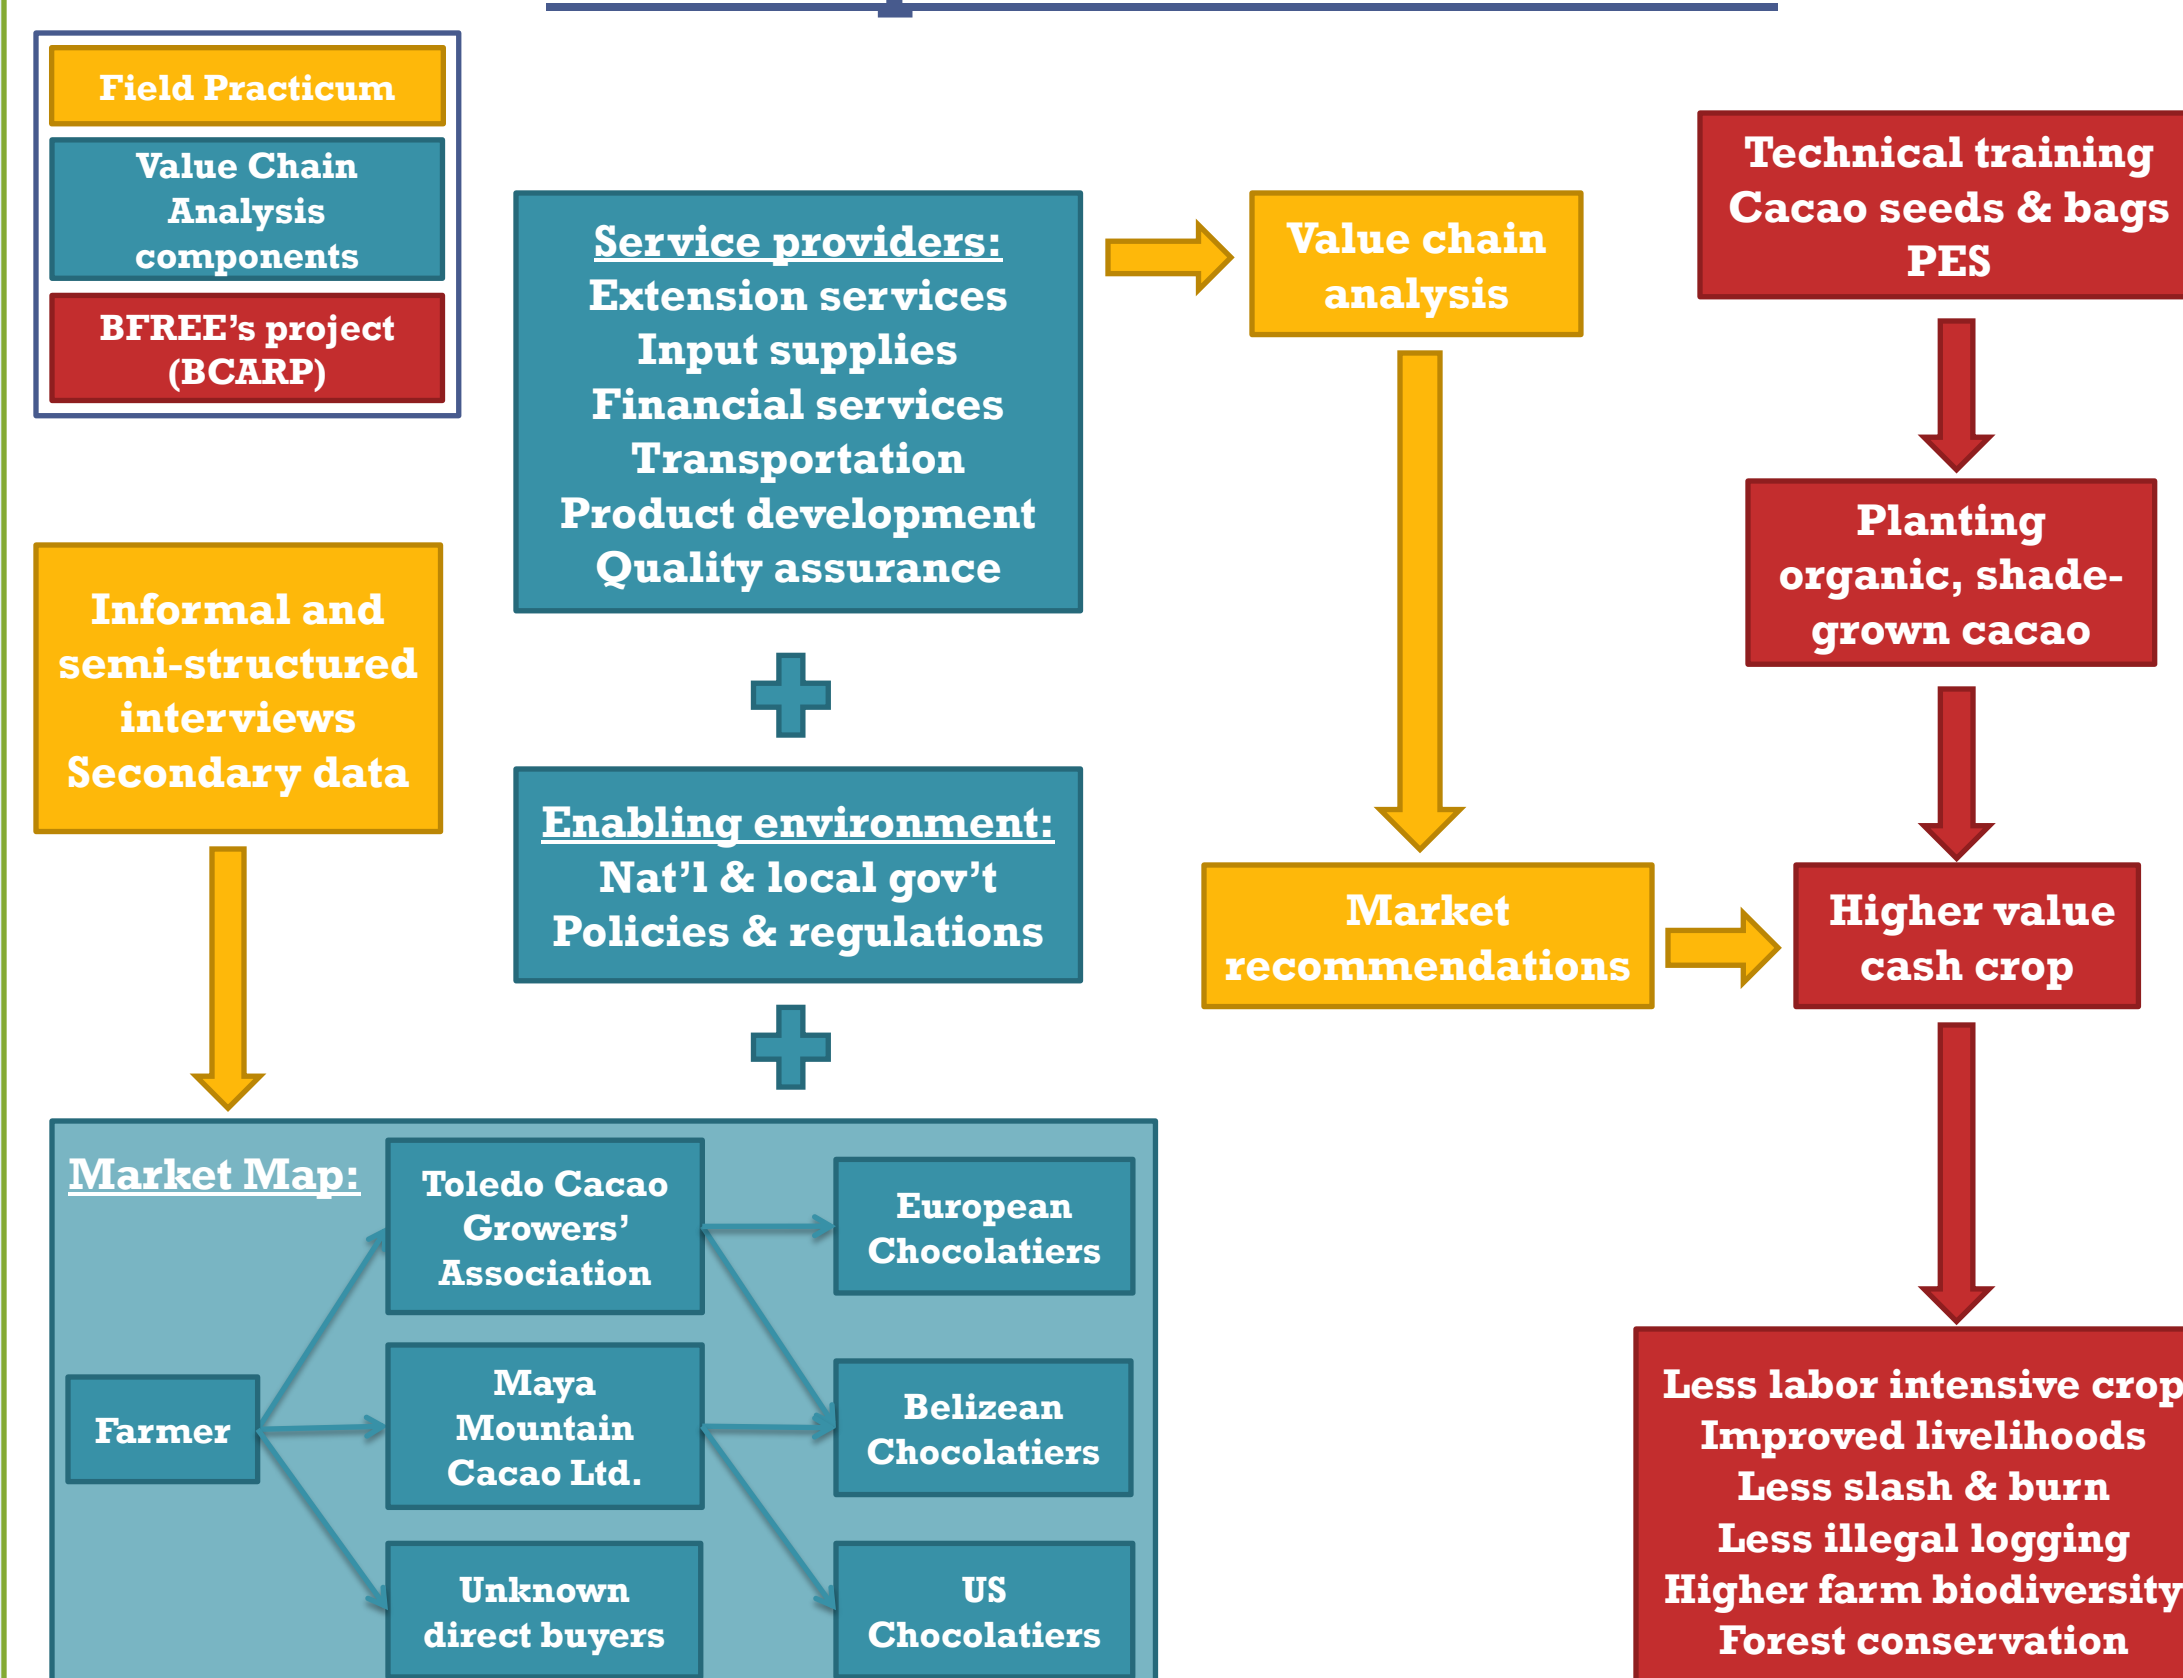 Field Practicum
Value Chain
Analysis
components
BFREE’s project
(BCARP)
Informal and
semi-structured
interviews
Secondary data
Service providers:
Extension services
Input supplies
Financial services
Transportation
Product development
Quality assurance
Enabling environment:
Nat’l & local gov’t
Policies & regulations
Market Map:
Farmer
Toledo Cacao
Growers’
Association
Maya
Mountain
Cacao Ltd.
Unknown
direct buyers
European
Chocolatiers
Belizean
Chocolatiers
US
Chocolatiers
Value chain
analysis
Market
recommendations
Technical training
Cacao seeds & bags
PES
Planting
organic, shade-
grown cacao
Higher value
cash crop
Less labor intensive crop
Improved livelihoods
Less slash & burn
Less illegal logging
Higher farm biodiversity
Forest conservation